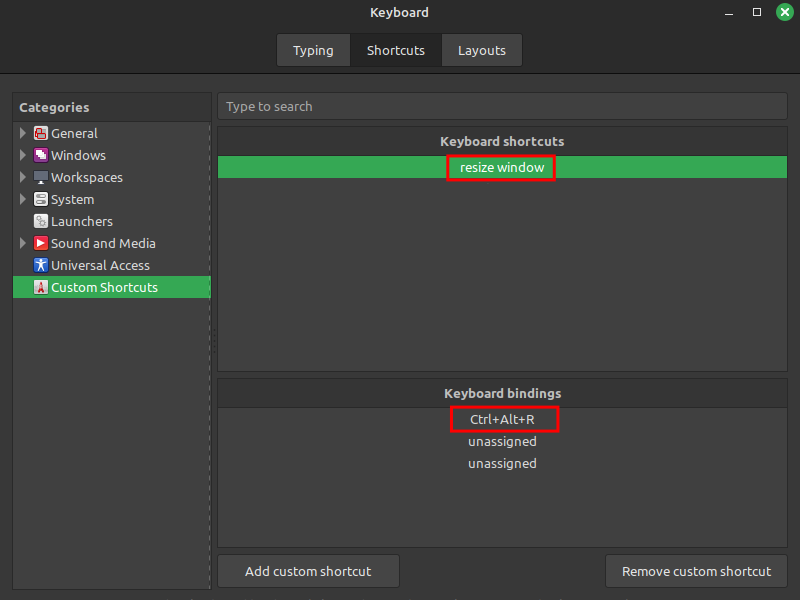 Keyboard
Typing
Shortcuts
Layouts
Categories
General
Windows
Workspaces
System
Launchers
Sound and Media
Universal Access
Custom Shortcuts
Type to search
Keyboard shortcuts
resize window
Keyboard bindings
Ctrl+Alt+R
unassigned
unassigned
Add custom shortcut
Remove custom shortcut